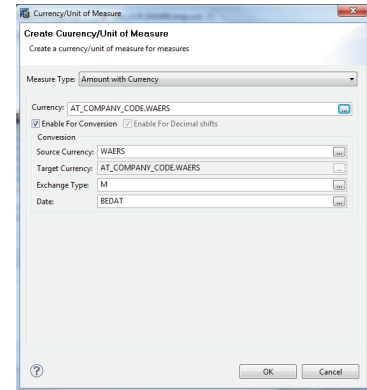 Currency/Unit of Measure
Create Cuurency/Unit of Measure
Create a currency/unit of measure for measures
Measure Type: Amount with Currency
Currency: AT_COMPANY_CODE.WAERS ...
Enable For Conversion Enable For Decimal shifts
Conversion
Source Currency: WAERS ...
Target Currency: AT_COMPANY_CODE.WAERS ...
Exchange Type: M ...
Date: BEDAT ...
? OK Cancel